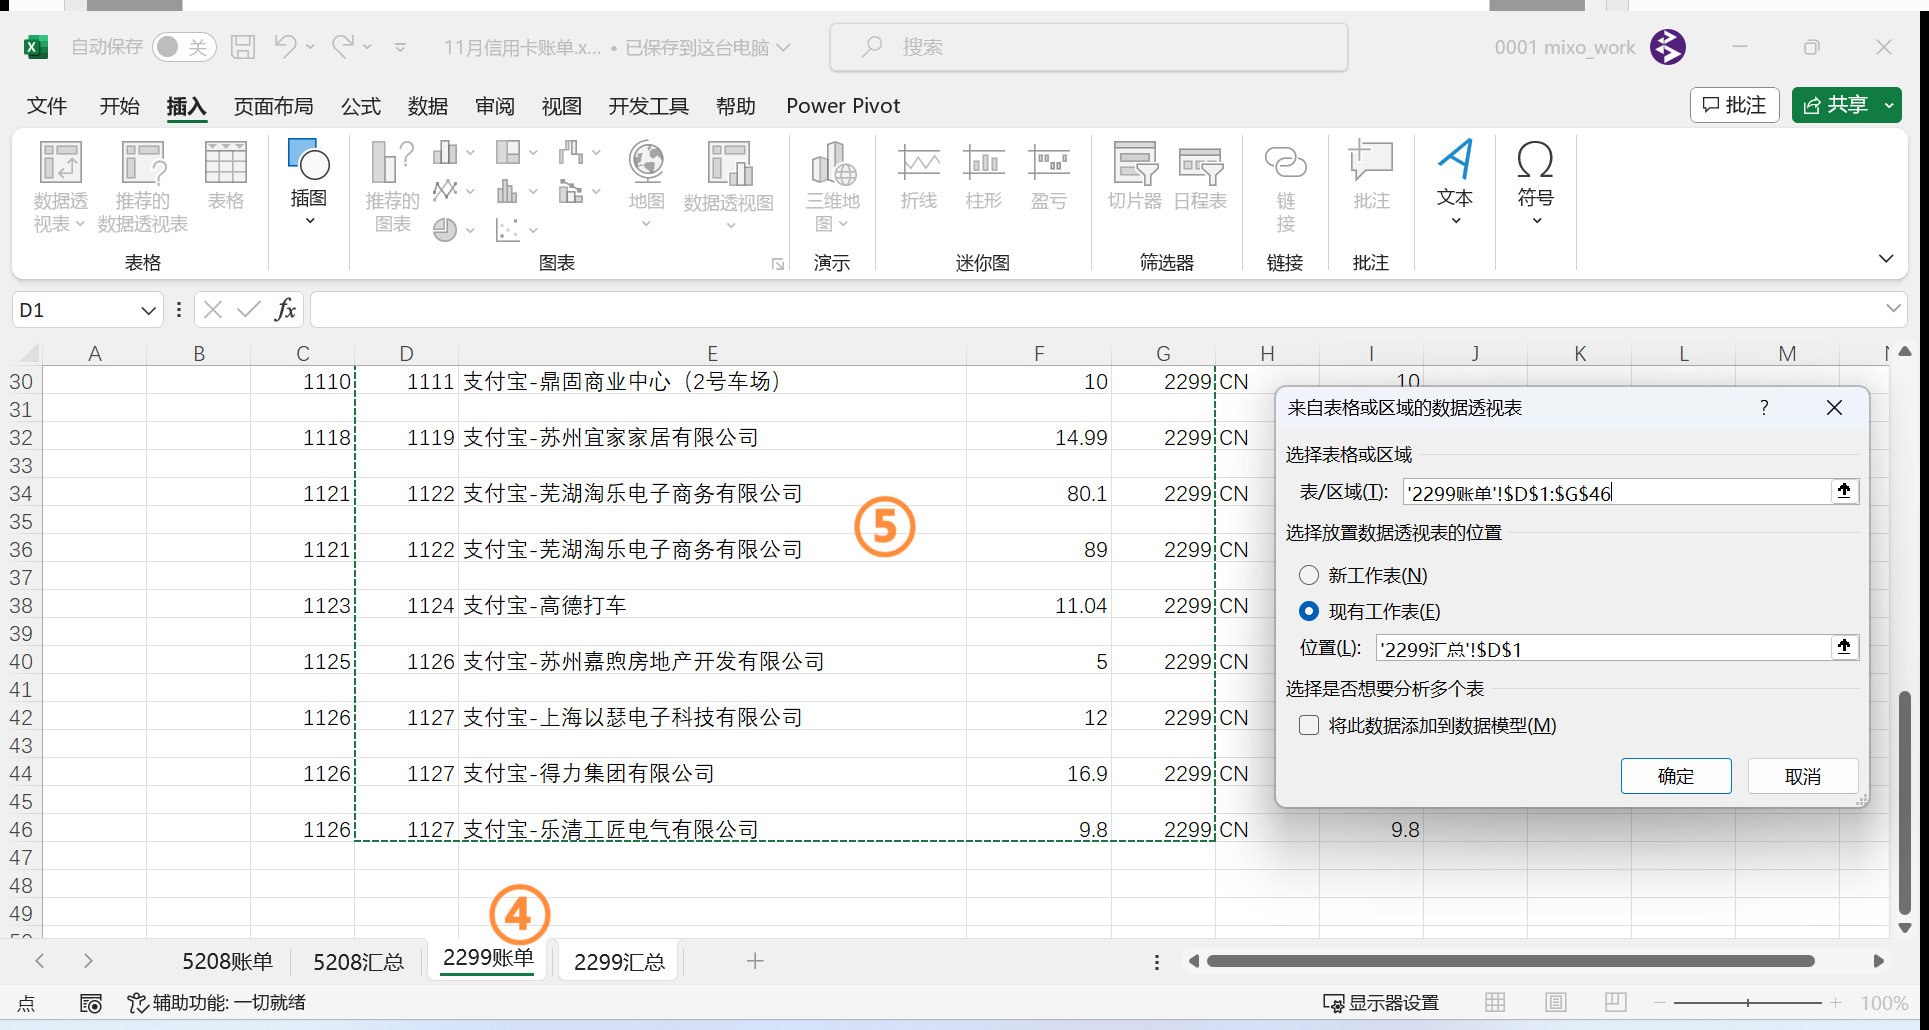 自动保存 关 11月信用卡账单.x... • 已保存到这台电脑 搜索 0001 mixo_work
文件 开始 插入 页面布局 公式 数据 审阅 视图 开发工具 帮助 Power Pivot 批注 共享
数据透视表 推荐的数据透视表 表格 插图 推荐的图表 地图 数据透视图 三维地图 折线 柱形 盈亏 切片器 日程表 链接 批注 文本 符号
表格 图表 演示 迷你图 筛选器 链接 批注
D1 fx
A B C D E F G H I J K L M
30 1110 1111 支付宝-鼎固商业中心（2号车场） 10 2299 CN 10
31
32 1118 1119 支付宝-苏州宜家家居有限公司 14.99 2299 CN
33
34 1121 1122 支付宝-芜湖淘乐电子商务有限公司 80.1 2299 CN
35
⑤
36 1121 1122 支付宝-芜湖淘乐电子商务有限公司 89 2299 CN
37
38 1123 1124 支付宝-高德打车 11.04 2299 CN
39
40 1125 1126 支付宝-苏州嘉煦房地产开发有限公司 5 2299 CN
41
42 1126 1127 支付宝-上海以瑟电子科技有限公司 12 2299 CN
43
44 1126 1127 支付宝-得力集团有限公司 16.9 2299 CN
45
46 1126 1127 支付宝-乐清工匠电气有限公司 9.8 2299 CN 9.8
47
48
49
来自表格或区域的数据透视表 ?
选择表格或区域
表/区域(T): '2299账单'!$D$1:$G$46
选择放置数据透视表的位置
新工作表(N)
现有工作表(E)
位置(L): '2299汇总'!$D$1
选择是否想要分析多个表
将此数据添加到数据模型(M)
确定 取消
④
5208账单 5208汇总 2299账单 2299汇总
点 辅助功能: 一切就绪 显示器设置 100%